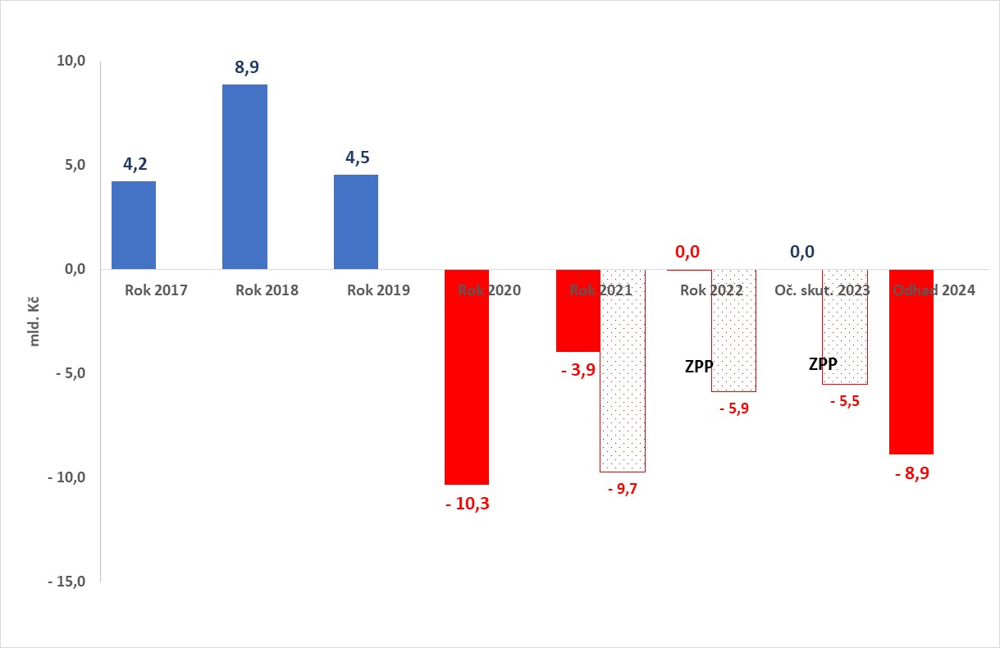 10,0
5,0
0,0
- 5,0
- 10,0
- 15,0
mld. Kč
4,2
8,9
4,5
- 10,3
- 3,9
- 9,7
0,0
- 5,9
0,0
- 5,5
- 8,9
ZPP
ZPP
Rok 2017
Rok 2018
Rok 2019
Rok 2020
Rok 2021
Rok 2022
Oč. skut. 2023
Odhad 2024